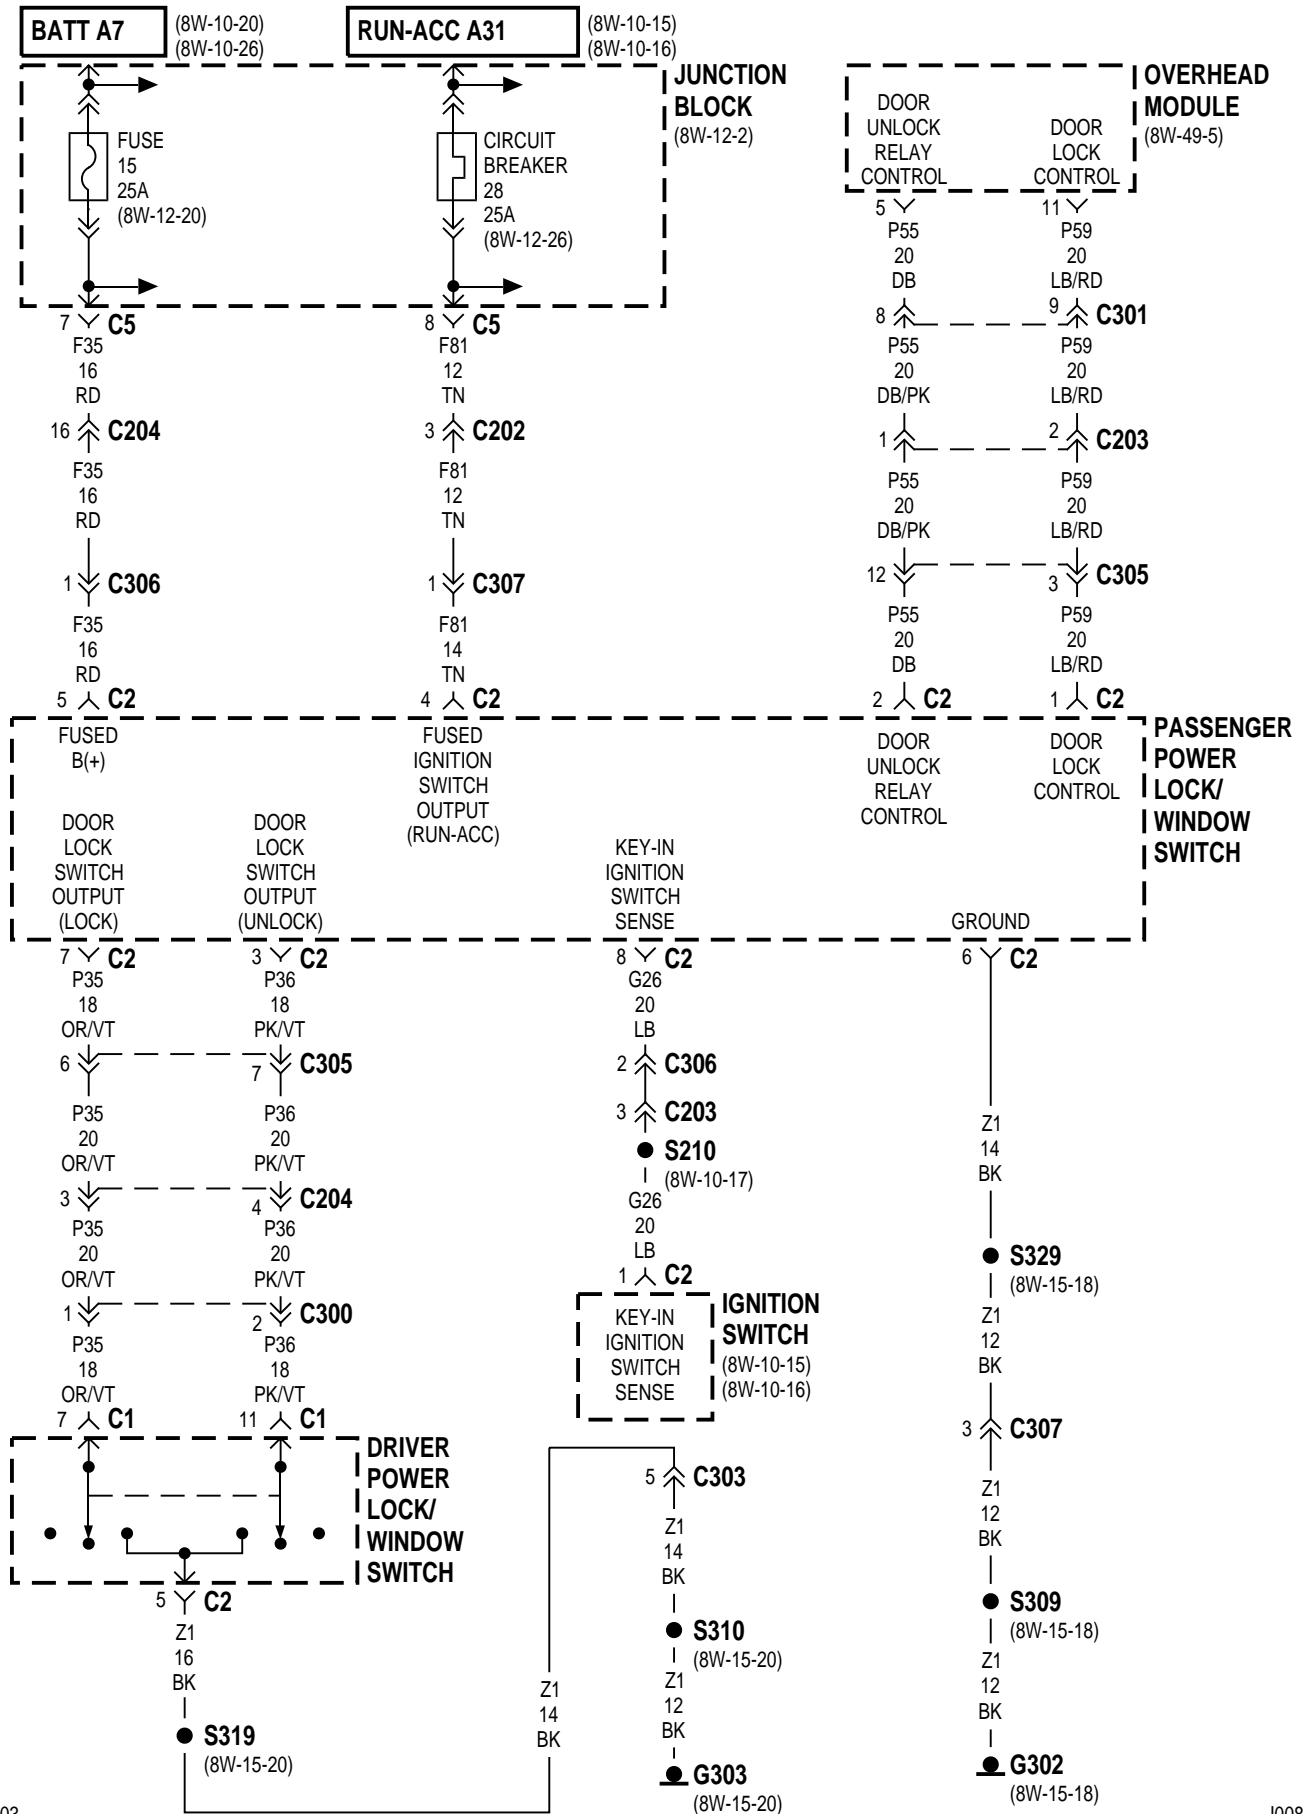 BATT A7
(8W-10-20)
(8W-10-26)
RUN-ACC A31
(8W-10-15)
(8W-10-16)
JUNCTION
BLOCK
(8W-12-2)
FUSE
15
25A
(8W-12-20)
CIRCUIT
BREAKER
28
25A
(8W-12-26)
OVERHEAD
MODULE
(8W-49-5)
DOOR
UNLOCK
RELAY
CONTROL
DOOR
LOCK
CONTROL
7 C5
8 C5
5
11
F35
16
RD
F81
12
TN
P55
20
DB
P59
20
LB/RD
8
9 C301
P55
20
DB/PK
P59
20
LB/RD
16 C204
3 C202
1
2 C203
F35
16
RD
F81
12
TN
P55
20
DB/PK
P59
20
LB/RD
1 C306
1 C307
12
3 C305
F35
16
RD
F81
14
TN
P55
20
DB
P59
20
LB/RD
5 C2
4 C2
2 C2
1 C2
PASSENGER
POWER
LOCK/
WINDOW
SWITCH
FUSED
B(+)
FUSED
IGNITION
SWITCH
OUTPUT
(RUN-ACC)
DOOR
UNLOCK
RELAY
CONTROL
DOOR
LOCK
CONTROL
DOOR
LOCK
SWITCH
OUTPUT
(LOCK)
DOOR
LOCK
SWITCH
OUTPUT
(UNLOCK)
KEY-IN
IGNITION
SWITCH
SENSE
GROUND
7 C2
3 C2
8 C2
6 C2
P35
18
OR/VT
P36
18
PK/VT
G26
20
LB
6
7 C305
2 C306
P35
20
OR/VT
P36
20
PK/VT
3 C203
S210
(8W-10-17)
Z1
14
BK
3
4 C204
G26
20
LB
P35
20
OR/VT
P36
20
PK/VT
S329
(8W-15-18)
1 C2
1
2 C300
IGNITION
SWITCH
(8W-10-15)
(8W-10-16)
KEY-IN
IGNITION
SWITCH
SENSE
Z1
12
BK
P35
18
OR/VT
P36
18
PK/VT
7 C1
11 C1
3 C307
DRIVER
POWER
LOCK/
WINDOW
SWITCH
5 C303
Z1
12
BK
Z1
14
BK
5 C2
S309
(8W-15-18)
Z1
16
BK
S310
(8W-15-20)
Z1
14
BK
Z1
12
BK
Z1
12
BK
S319
(8W-15-20)
G303
(8W-15-20)
G302
(8W-15-18)